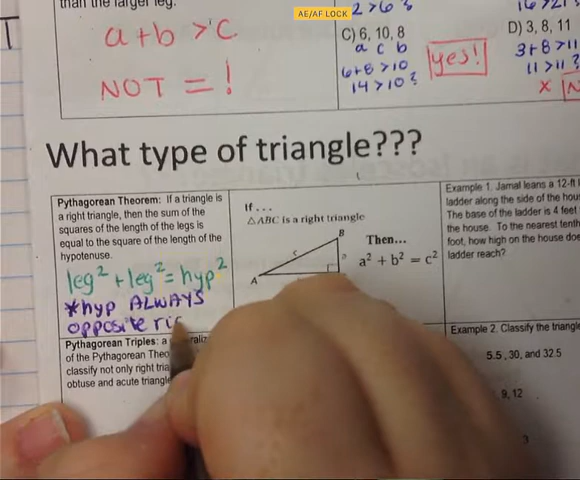 than the larger leg.
a+b >'c
NOT = !
AE/AF LOCK
2 > 6 ?
C) 6, 10, 8
a c b
6+8 >10
14 >10 ?
yes!
16 >21
D) 3, 8, 11
3+8 >11
11 >11 ?
X N
What type of triangle???
Pythagorean Theorem: If a triangle is
a right triangle, then the sum of the
squares of the length of the legs is
equal to the square of the length of the
hypotenuse.
leg² + leg² = hyp²
*hyp ALWAYS
opposite ri
If . . .
△ABC is a right triangle
B
c
a
A
Then...
a² + b² = c²
Example 1. Jamal leans a 12-ft
ladder along the side of the hou
The base of the ladder is 4 feet
the house. To the nearest tenth
foot, how high on the house doe
ladder reach?
Pythagorean Triples: a
of the Pythagorean Theo
classify not only right tria
obtuse and acute triangle
Example 2. Classify the triangle
5.5 , 30, and 32.5
9, 12
3